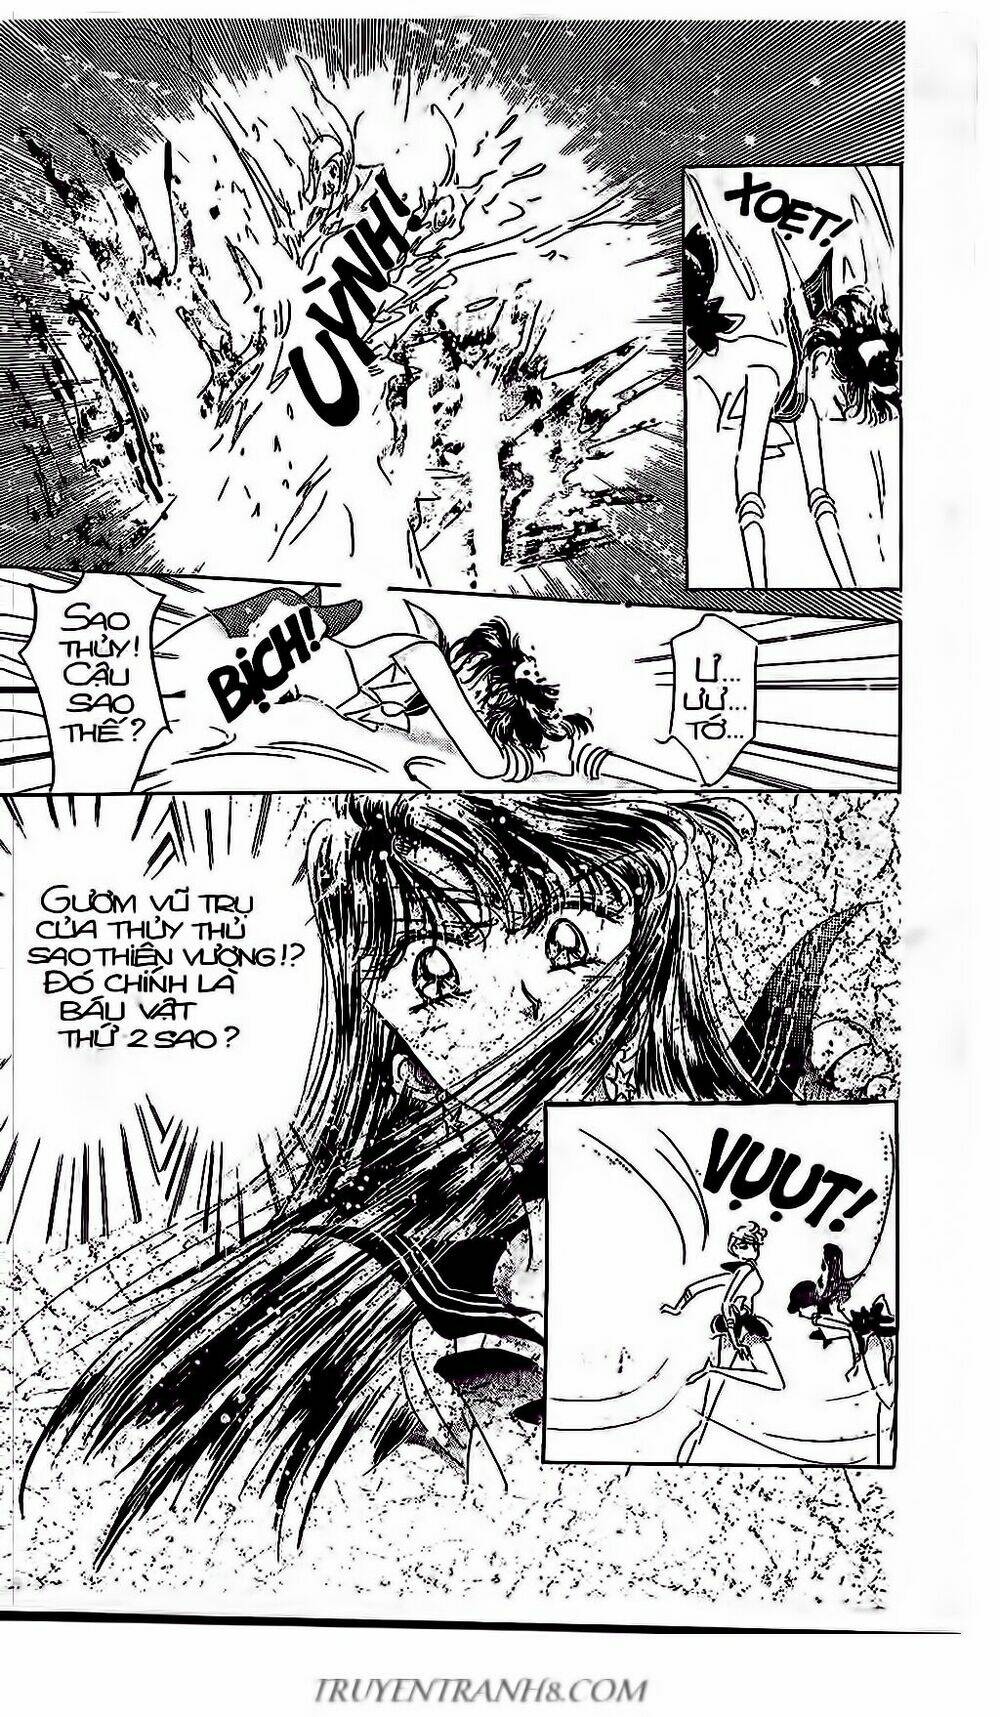 UỲNH!
XOẸT!
SAO
THỦY!
CẬU
SAO
THẾ?
BỊCH!
Ư...
ƯƯ...
TỚ...
GƯƠM VŨ TRỤ
CỦA THỦY THỦ
SAO THIÊN VƯƠNG!?
ĐÓ CHÍNH LÀ
BÁU VẬT
THỨ 2 SAO?
VỤỤT!
TRUYENTRANH8.COM